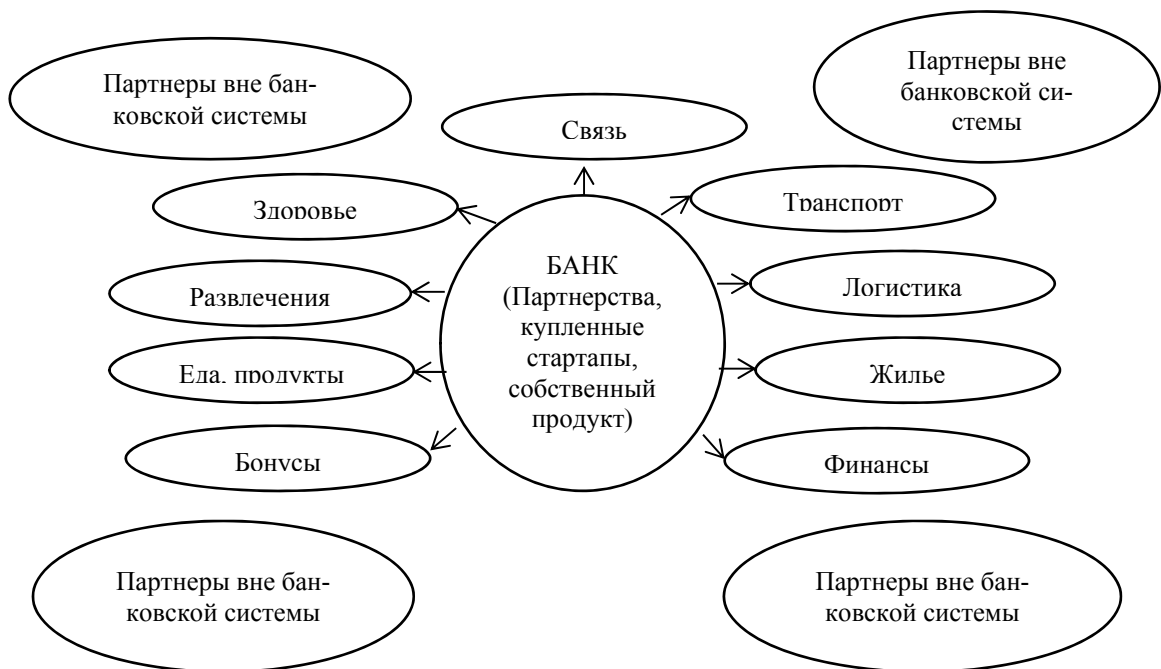 Партнеры вне бан-
ковской системы
Партнеры вне
банковской си-
стемы
Связь
Здоровье
Транспорт
БАНК
(Партнерства,
купленные
стартапы,
собственный
продукт)
Развлечения
Логистика
Еда, продукты
Жилье
Бонусы
Финансы
Партнеры вне бан-
ковской системы
Партнеры вне бан-
ковской системы